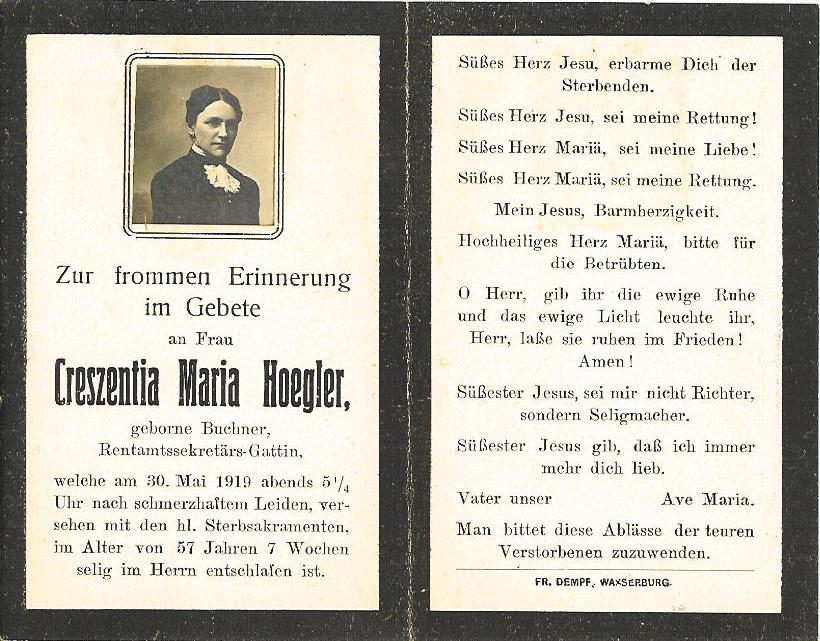 Zur frommen Erinnerung
im Gebete
an Frau
Creszentia Maria Hoegler,
geborne Buchner,
Rentamtssekretärs-Gattin,
welche am 30. Mai 1919 abends 5¼
Uhr nach schmerzhaftem Leiden, ver-
sehen mit den hl. Sterbsakramenten,
im Alter von 57 Jahren 7 Wochen
selig im Herrn entschlafen ist.
Süßes Herz Jesu, erbarme Dich der
Sterbenden.
Süßes Herz Jesu, sei meine Rettung!
Süßes Herz Mariä, sei meine Liebe!
Süßes Herz Mariä, sei meine Rettung.
Mein Jesus, Barmherzigkeit.
Hochheiliges Herz Mariä, bitte für
die Betrübten.
O Herr, gib ihr die ewige Ruhe
und das ewige Licht leuchte ihr,
Herr, laße sie ruhen im Frieden!
Amen!
Süßester Jesus, sei mir nicht Richter,
sondern Seligmacher.
Süßester Jesus gib, daß ich immer
mehr dich lieb.
Vater unser Ave Maria.
Man bittet diese Ablässe der teuren
Verstorbenen zuzuwenden.
FR. DEMPF, WASSERBURG.